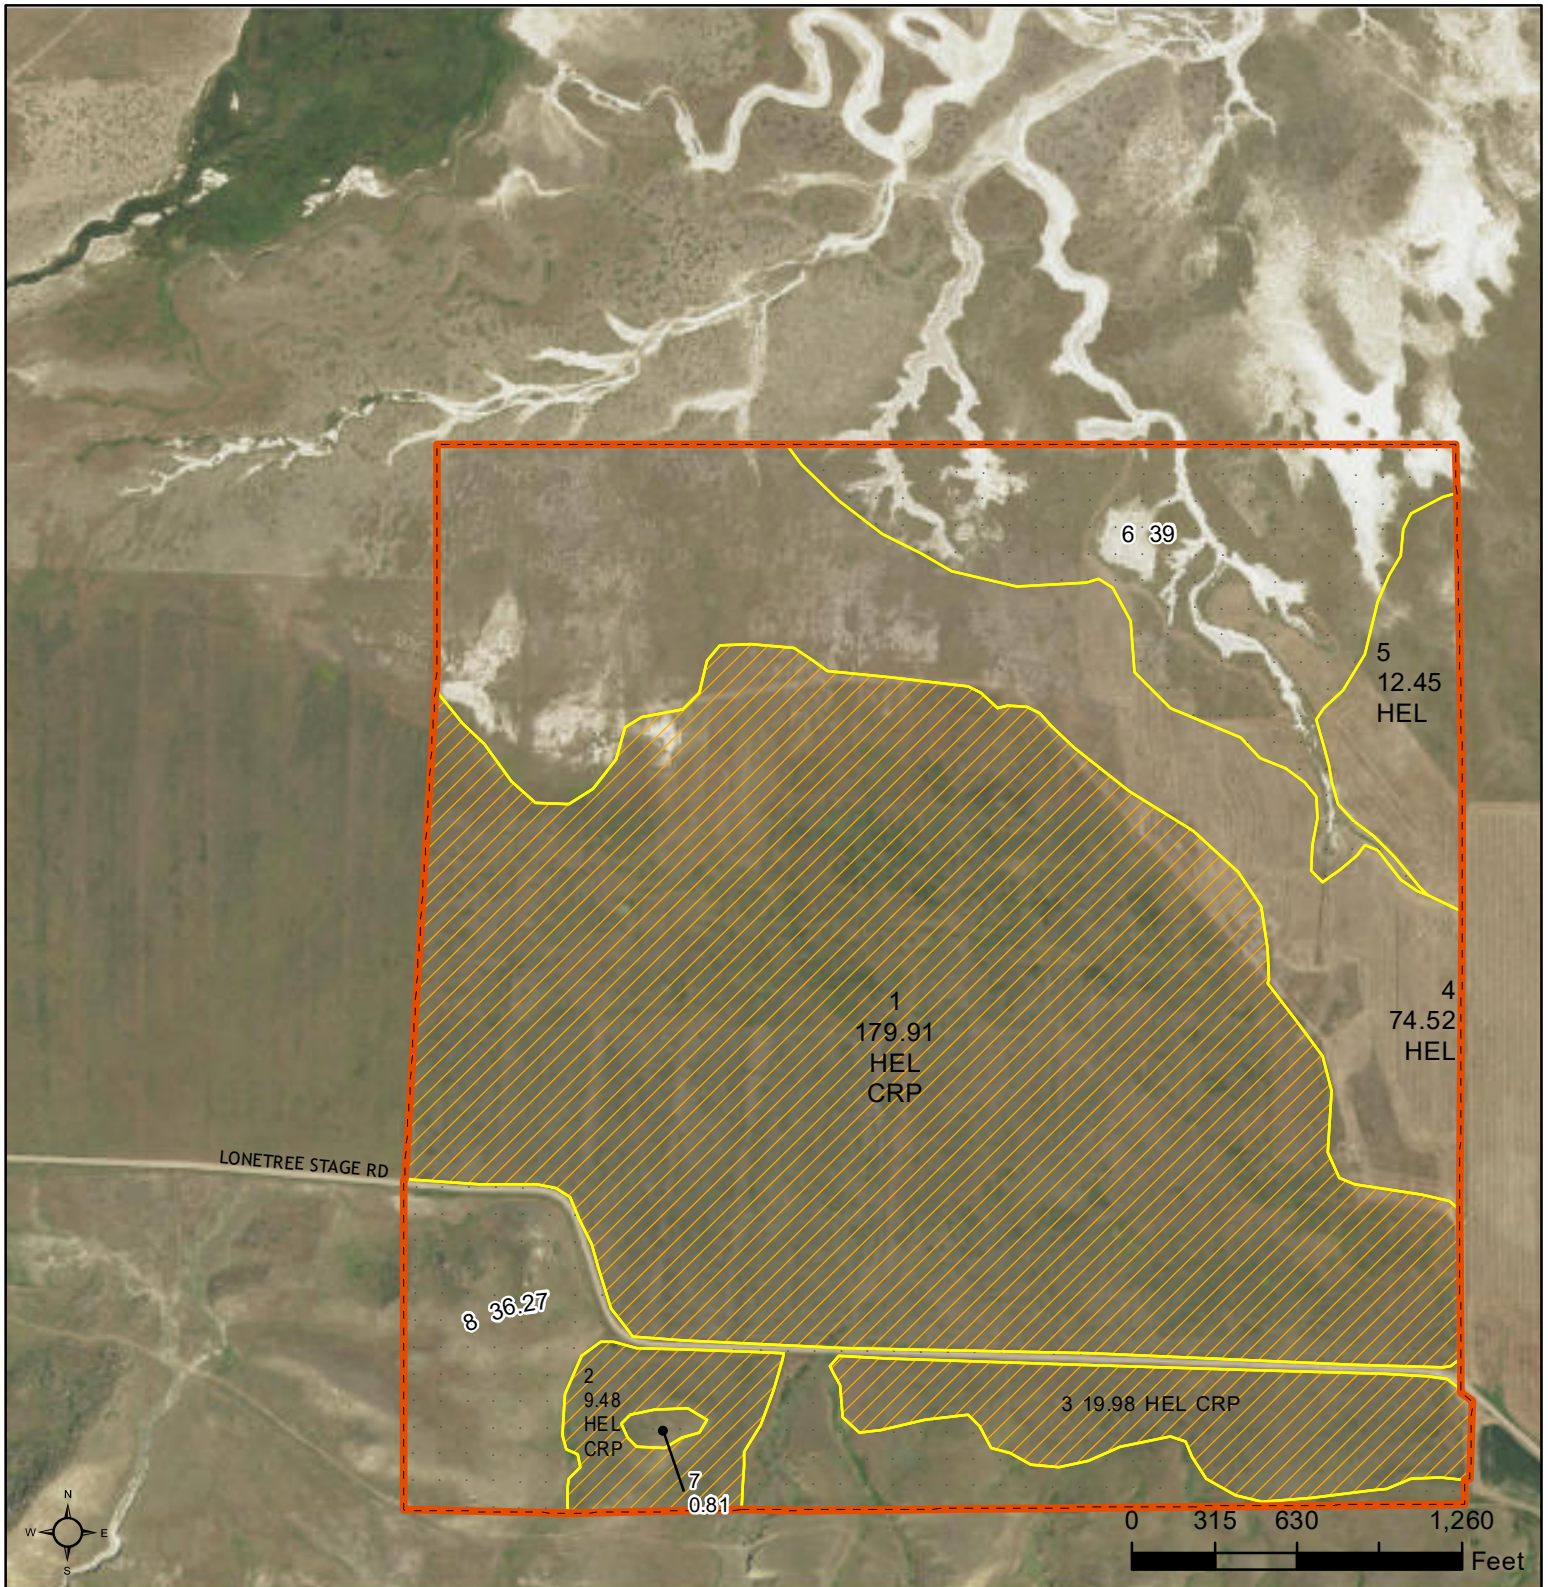 6 39
5
12.45
HEL
1
179.91
HEL
CRP
4
74.52
HEL
LONETREE STAGE RD
8 36.27
2
9.48
HEL
CRP
3 19.98 HEL CRP
7
0.81
N
W E
S
0 315 630 1,260
Feet